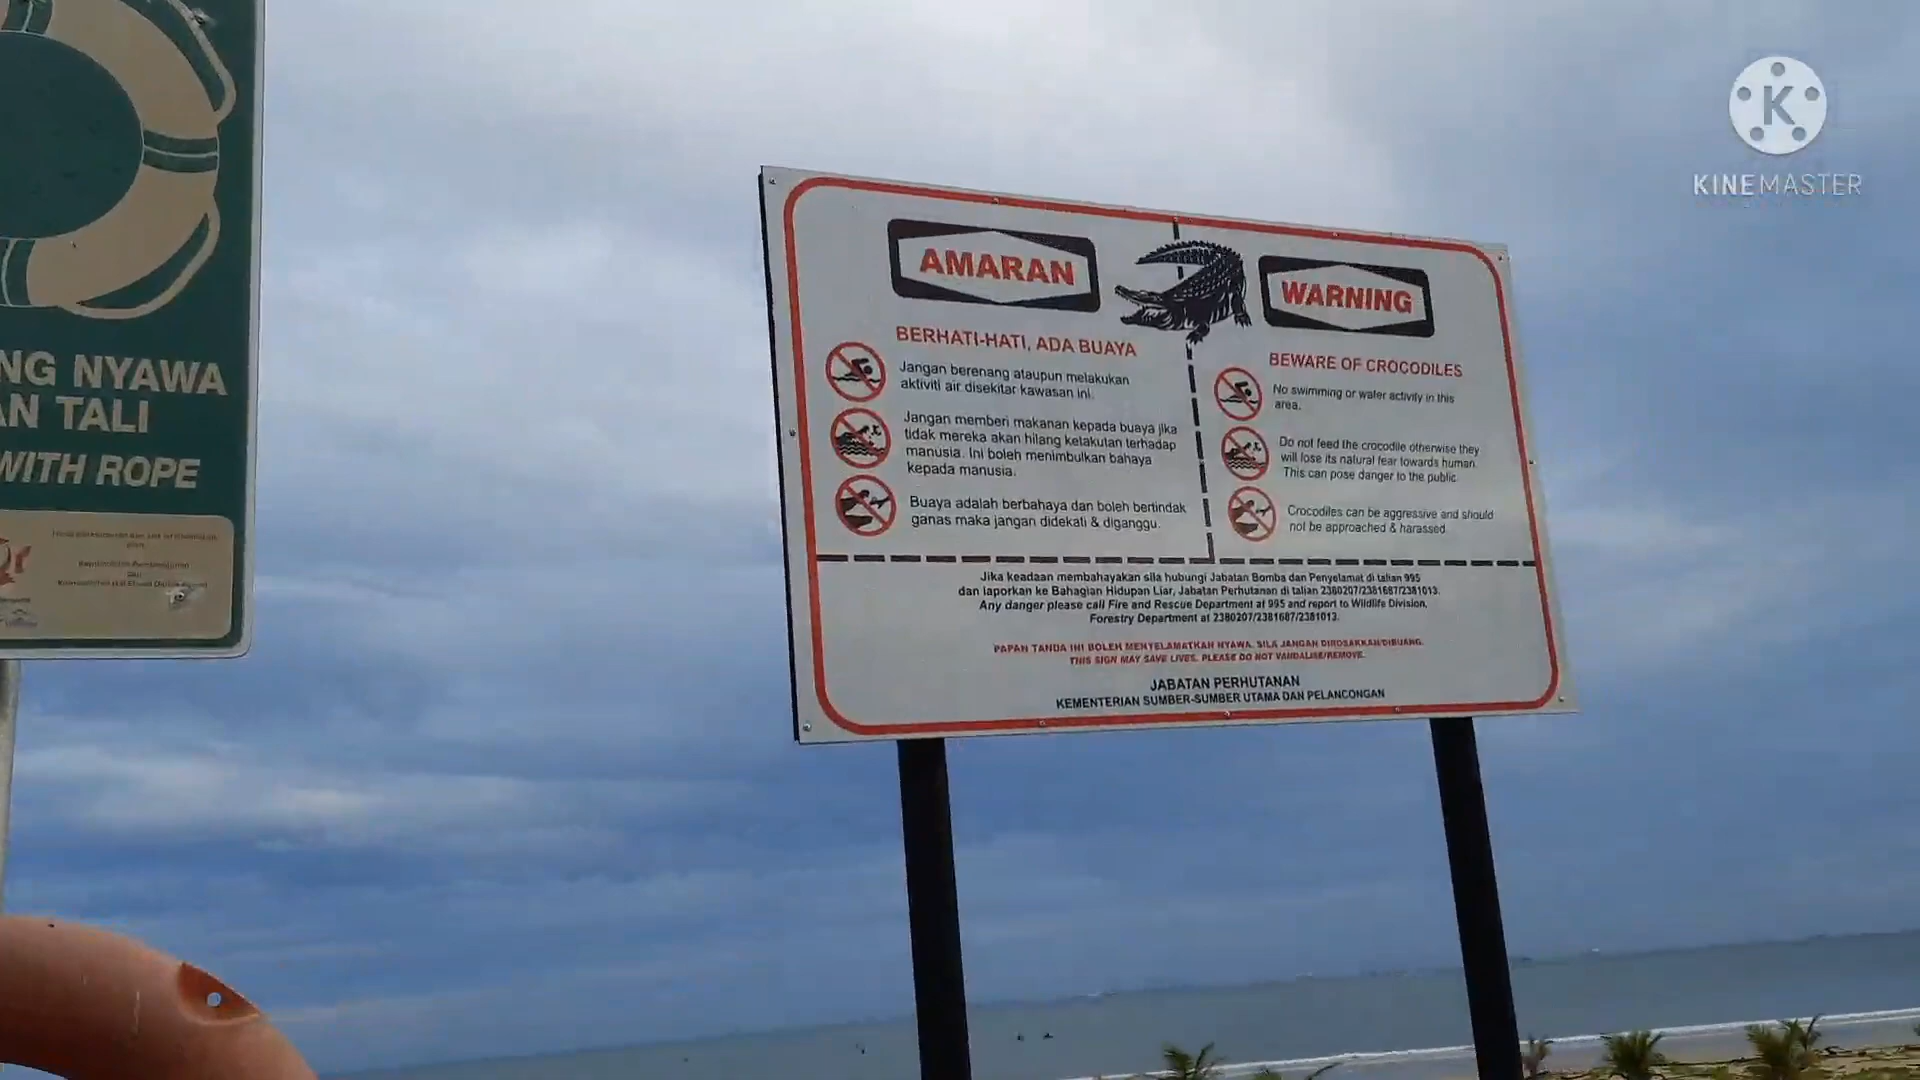 NG NYAWA
AN TALI
WITH ROPE
AMARAN
BERHATI-HATI, ADA BUAYA
Jangan berenang ataupun melakukan
aktiviti air disekitar kawasan ini.
Jangan memberi makanan kepada buaya jika
tidak mereka akan hilang ketakutan terhadap
manusia. Ini boleh menimbulkan bahaya
kepada manusia.
Buaya adalah berbahaya dan boleh bertindak
ganas maka jangan didekati & diganggu.
WARNING
BEWARE OF CROCODILES
No swimming or water activity in this
area.
Do not feed the crocodile otherwise they
will lose its natural fear towards human.
This can pose danger to the public.
Crocodiles can be aggressive and should
not be approached & harassed.
Jika keadaan membahayakan sila hubungi Jabatan Bomba dan Penyelamat di talian 995
dan laporkan ke Bahagian Hidupan Liar, Jabatan Perhutanan di talian 2380207/2381687/2381013.
Any danger please call Fire and Rescue Department at 995 and report to Wildlife Division,
Forestry Department at 2380207/2381687/2381013.
PAPAN TANDA INI BOLEH MENYELAMATKAN NYAWA. SILA JANGAN DIROSAKKAN/DIBUANG.
THIS SIGN MAY SAVE LIVES. PLEASE DO NOT VANDALISE/REMOVE.
JABATAN PERHUTANAN
KEMENTERIAN SUMBER-SUMBER UTAMA DAN PELANCONGAN
K
KINEMASTER